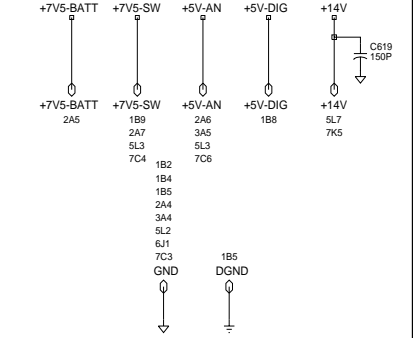 +7V5-BATT +7V5-SW +5V-AN +5V-DIG +14V
C619
150P
+7V5-BATT +7V5-SW +5V-AN +5V-DIG +14V
2A5 1B9 2A6 1B8 5L7
2A7 3A5 7K5
5L3 5L3
7C4 7C6
1B2
1B4
1B5
2A4
3A4
5L2
6J1
7C3 1B5
GND DGND